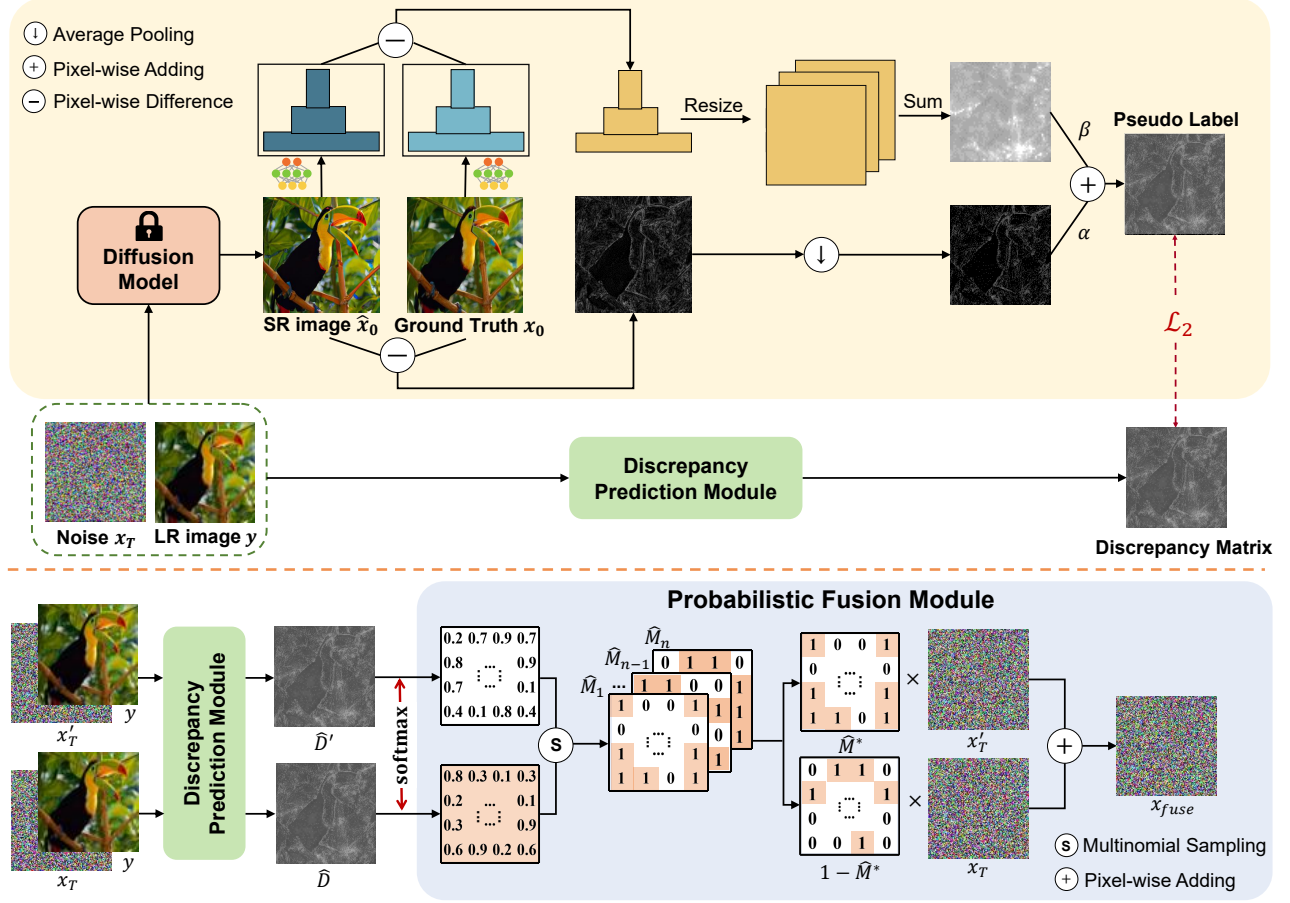 ↓ Average Pooling
+ Pixel-wise Adding
− Pixel-wise Difference
Resize
Sum
β
α
Pseudo Label
Diffusion
Model
SR image x̂₀
Ground Truth x₀
ℒ₂
Noise x_T
LR image y
Discrepancy
Prediction Module
Discrepancy Matrix
Probabilistic Fusion Module
y
x′_T
y
x_T
Discrepancy
Prediction Module
D̂′
D̂
softmax
0.2 0.7 0.9 0.7
0.8 ... 0.9
0.7 ... 0.1
0.4 0.1 0.8 0.4
0.8 0.3 0.1 0.3
0.2 ... 0.1
0.3 ... 0.9
0.6 0.9 0.2 0.6
S
M̂_n
0 1 1 0
1
1
1
M̂_{n−1}
1 1 0 0
0
1
M̂_1 ...
1 0 0 1
0 ... 0
1 ... 1
1 1 0 1
1 0 0 1
0 ... 0
1 ... 1
1 1 0 1
M̂*
×
x′_T
0 1 1 0
1 ... 1
0 ... 0
0 0 1 0
1 − M̂*
×
x_T
+
x_{fuse}
S Multinomial Sampling
+ Pixel-wise Adding